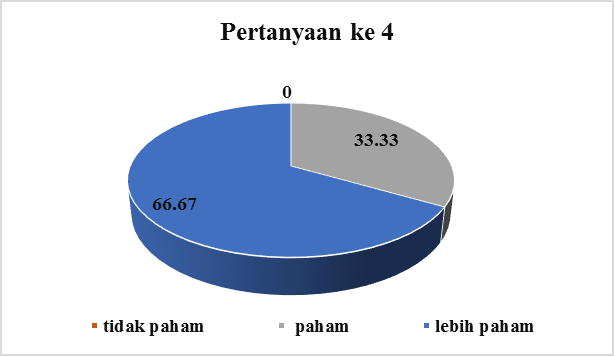 Pertanyaan ke 4
0
33.33
66.67
tidak paham
paham
lebih paham